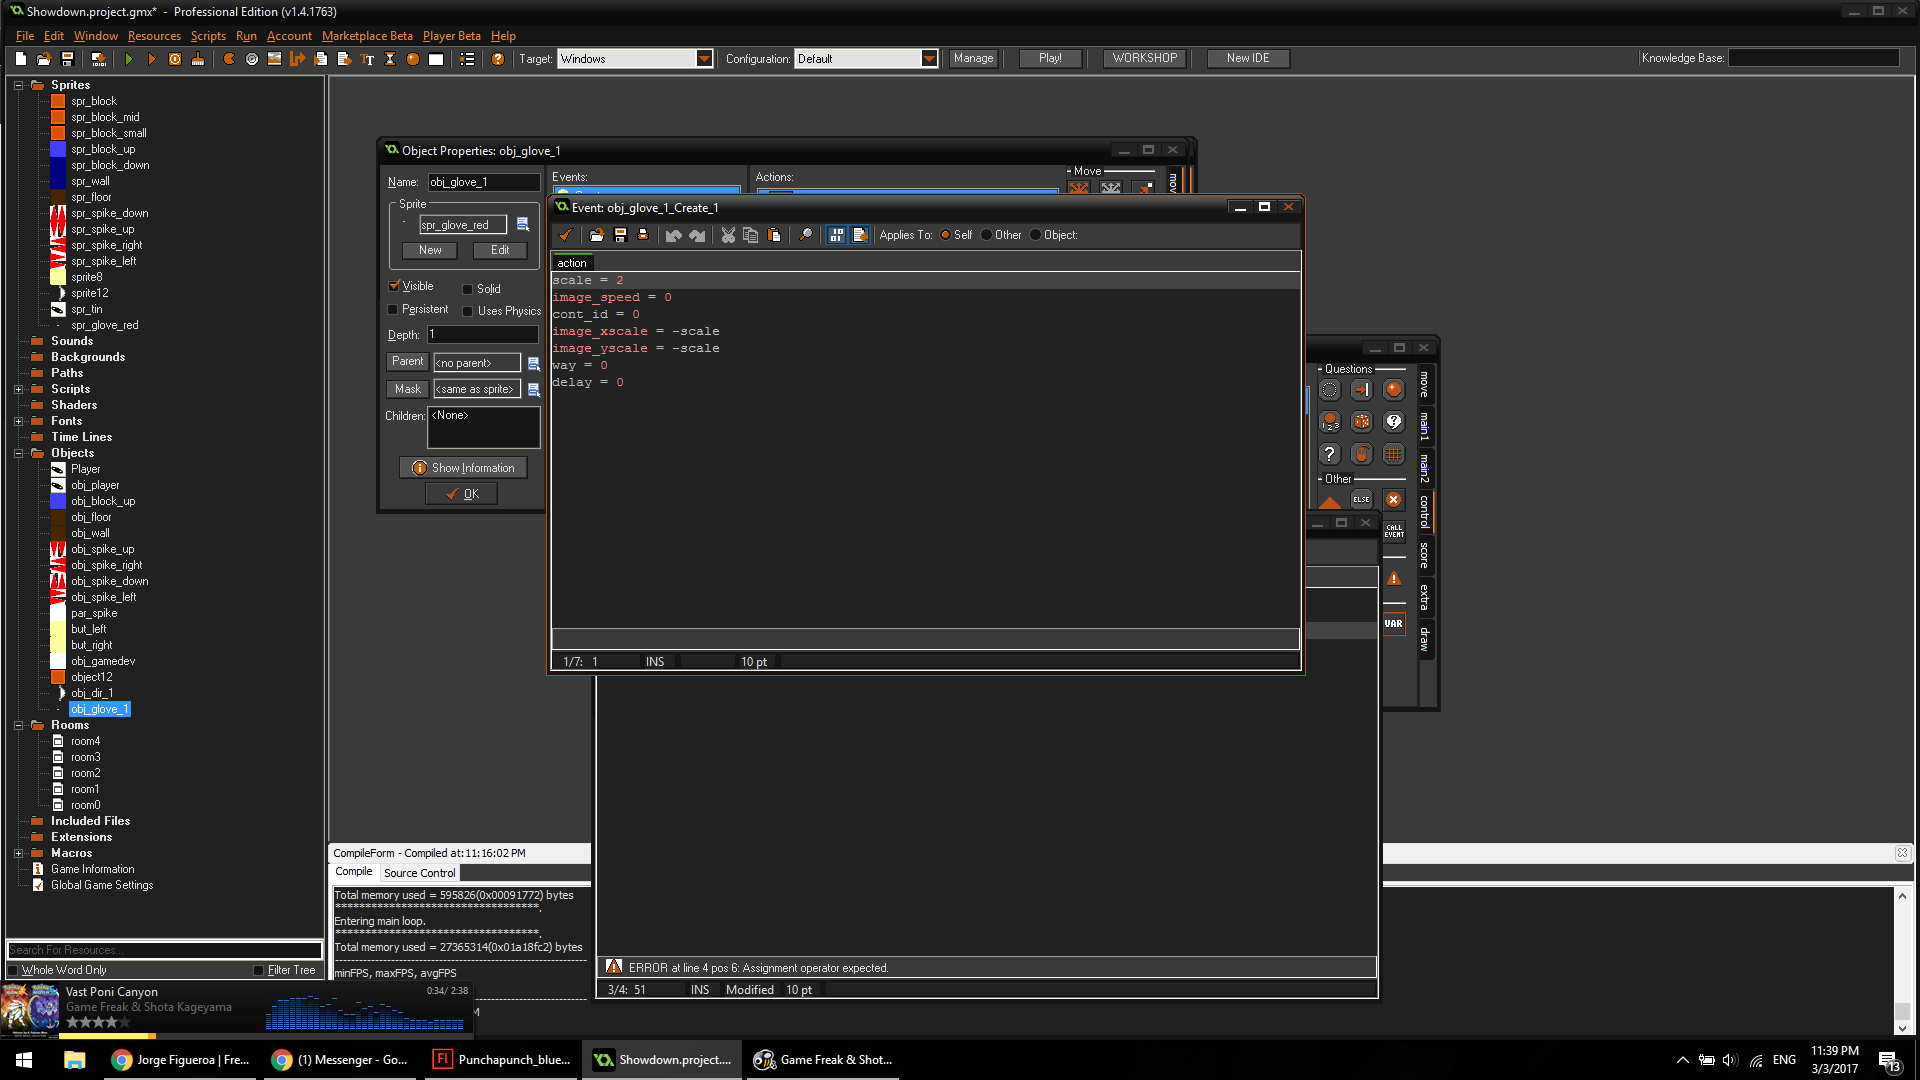 Showdown.project.gmx* - Professional Edition (v1.4.1763)
File Edit Window Resources Scripts Run Account Marketplace Beta Player Beta Help
Target: Windows Configuration: Default Manage Play! WORKSHOP New IDE Knowledge Base:
Sprites
spr_block
spr_block_mid
spr_block_small
spr_block_up
spr_block_down
spr_wall
spr_floor
spr_spike_down
spr_spike_up
spr_spike_right
spr_spike_left
sprite8
sprite12
spr_tin
spr_glove_red
Sounds
Backgrounds
Paths
Scripts
Shaders
Fonts
Time Lines
Objects
Player
obj_player
obj_block_up
obj_floor
obj_wall
obj_spike_up
obj_spike_right
obj_spike_down
obj_spike_left
par_spike
but_left
but_right
obj_gamedev
object12
obj_dir_1
obj_glove_1
Rooms
room4
room3
room2
room1
room0
Included Files
Extensions
Macros
Game Information
Global Game Settings
Search For Resources...
Whole Word Only Filter Tree
Object Properties: obj_glove_1
Name: obj_glove_1
Sprite
spr_glove_red
New Edit
Visible Solid
Persistent Uses Physics
Depth: 1
Parent <no parent>
Mask <same as sprite>
Children: <None>
Show Information
OK
Events:
Actions:
Move
move
Event: obj_glove_1_Create_1
Applies To: Self Other Object:
action
scale = 2
image_speed = 0
cont_id = 0
image_xscale = -scale
image_yscale = -scale
way = 0
delay = 0
1/7: 1 INS 10 pt
Questions
Other
ELSE
CALL EVENT
VAR
move
main1
main2
control
score
extra
draw
ERROR at line 4 pos 6: Assignment operator expected.
3/4: 51 INS Modified 10 pt
CompileForm - Compiled at:11:16:02 PM
Compile Source Control
Total memory used = 595826(0x00091772) bytes
***********************************.
Entering main loop.
***********************************.
Total memory used = 27365314(0x01a18fc2) bytes
minFPS, maxFPS, avgFPS
Vast Poni Canyon 0:34/ 2:38
Game Freak & Shota Kageyama
Jorge Figueroa | Fre...
(1) Messenger - Go...
Punchapunch_blue...
Showdown.project....
Game Freak & Shot...
ENG
11:39 PM
3/3/2017
13